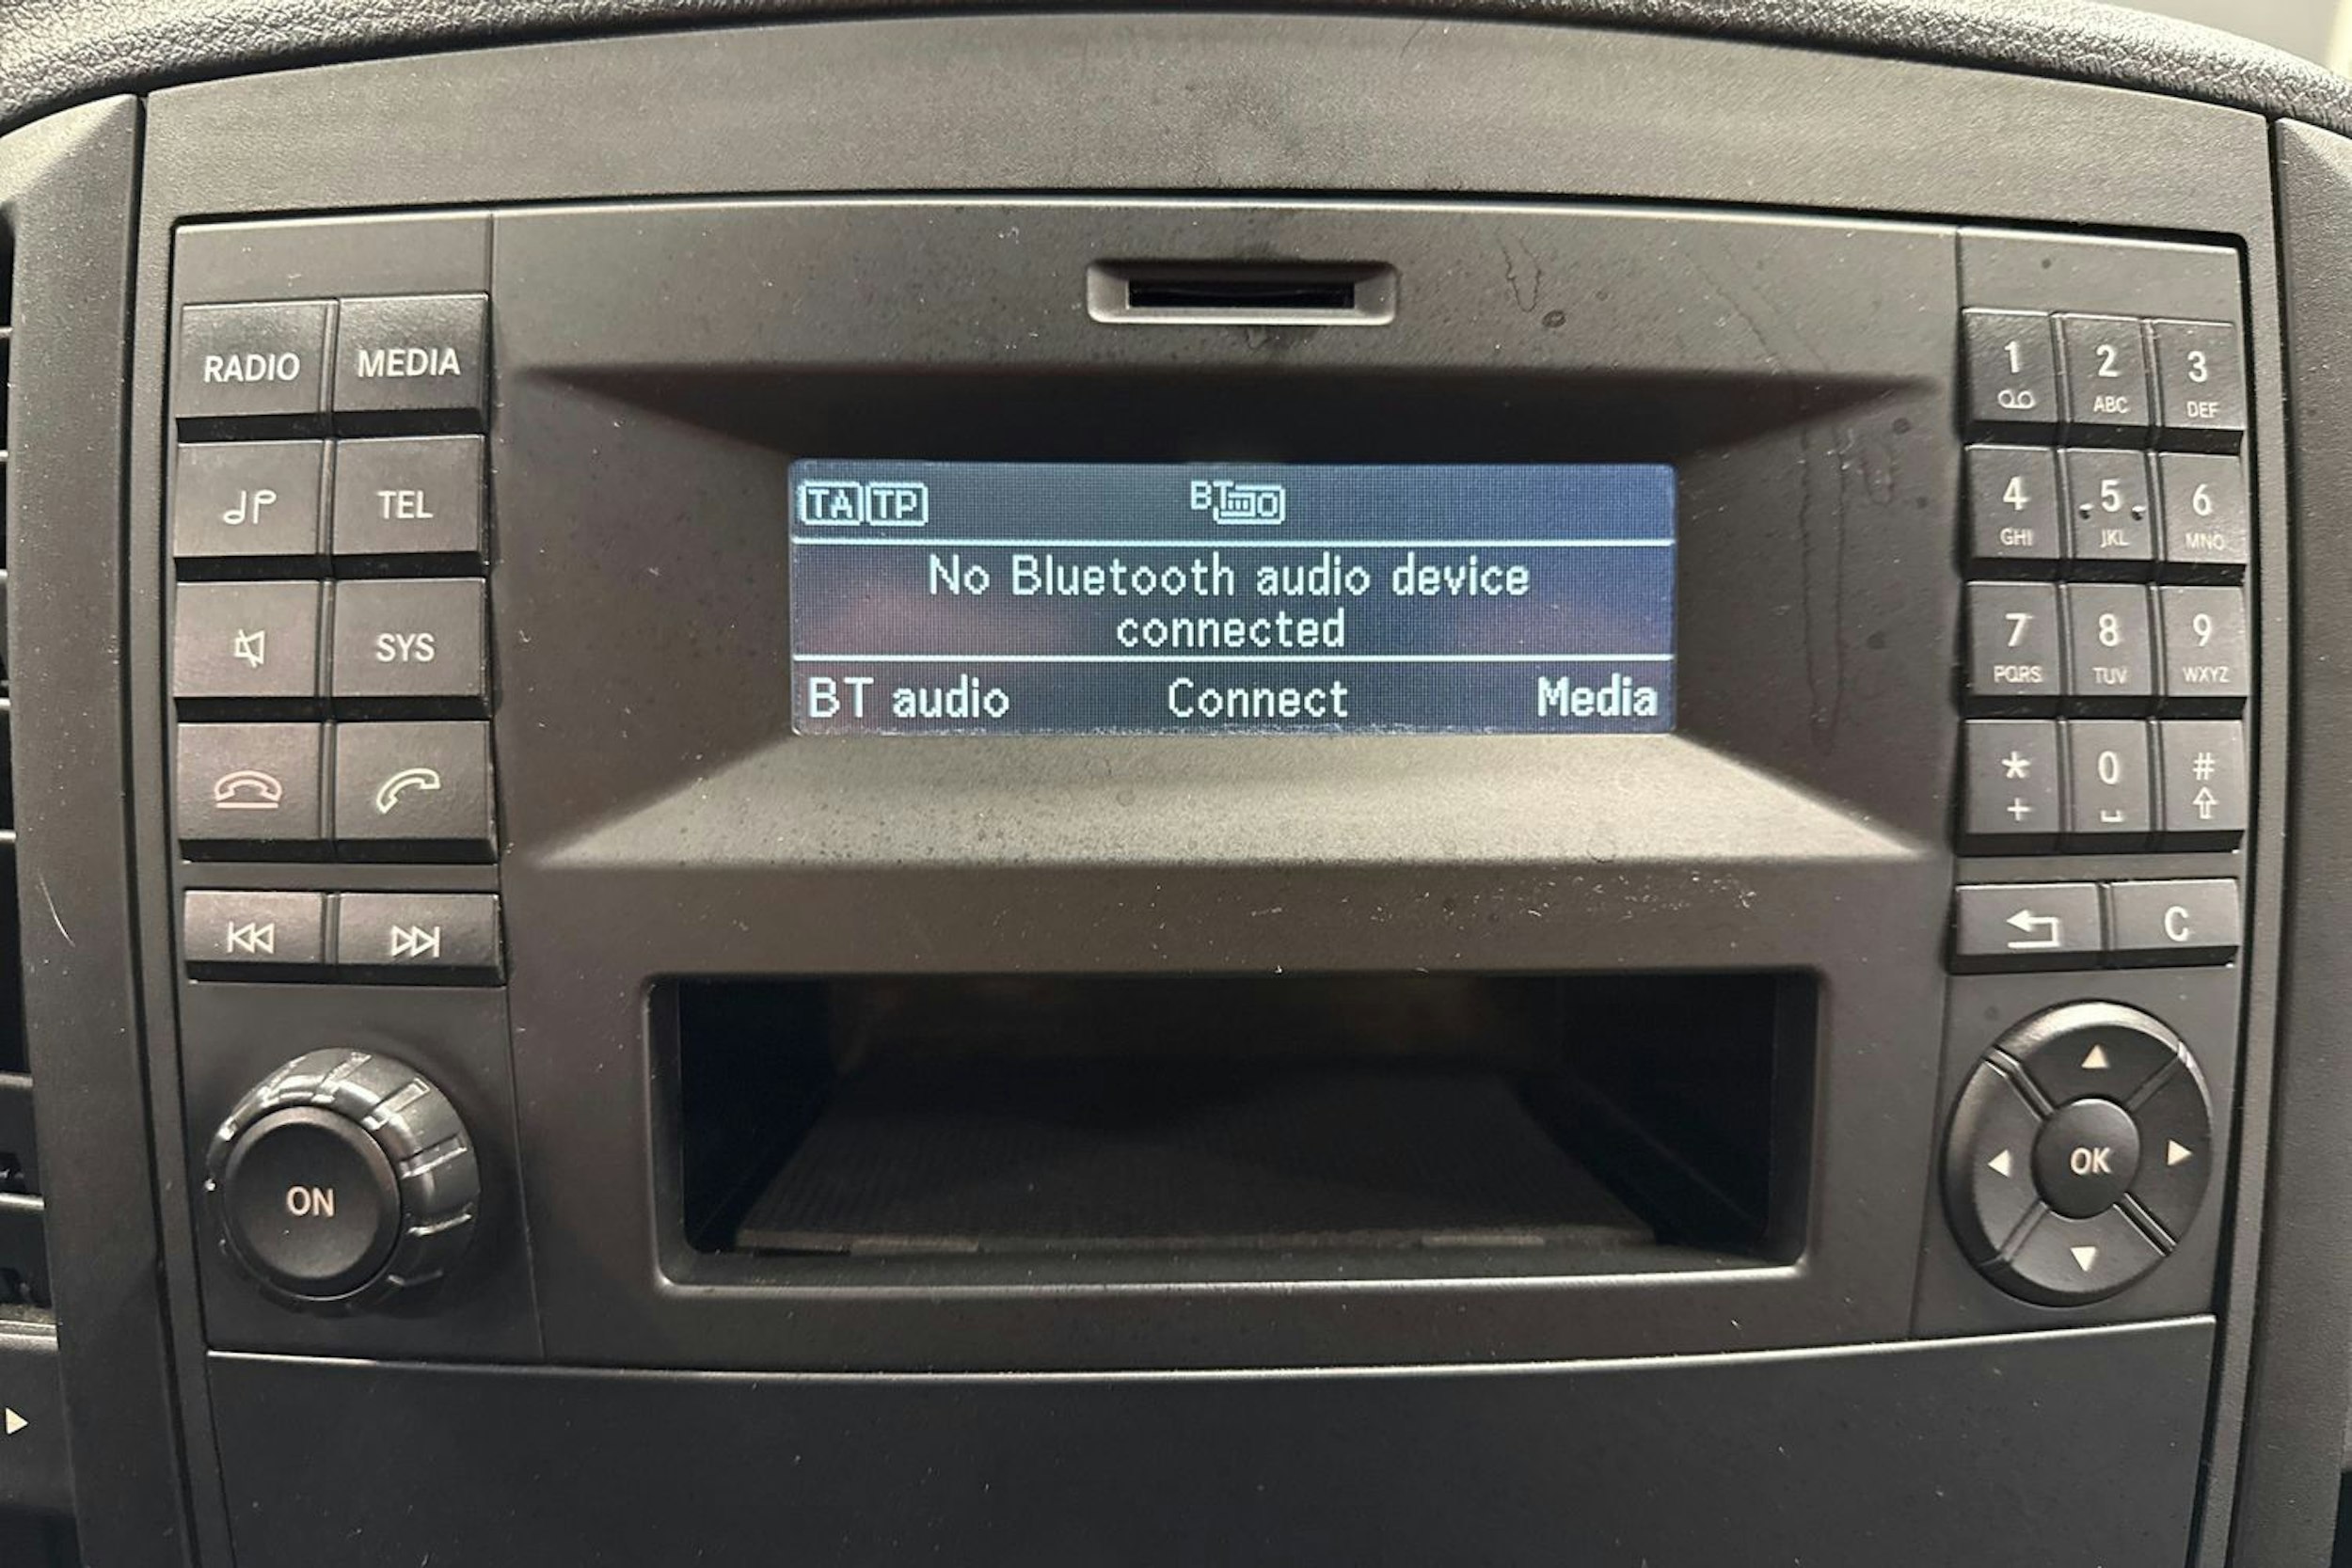 RADIO MEDIA
TEL
SYS
ON
TA TP BT
No Bluetooth audio device
connected
BT audio Connect Media
1 2 3
ABC DEF
4 5 6
GHI JKL MNO
7 8 9
PQRS TUV WXYZ
* 0 #
+
C
OK